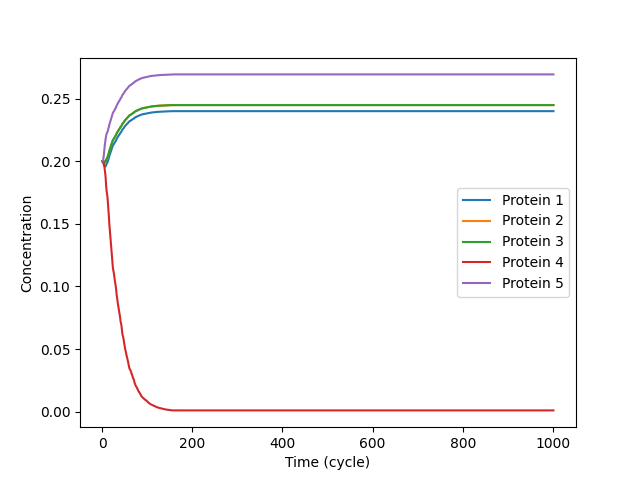 0.25
0.20
0.15
0.10
0.05
0.00
Concentration
0
200
400
600
800
1000
Time (cycle)
Protein 1
Protein 2
Protein 3
Protein 4
Protein 5